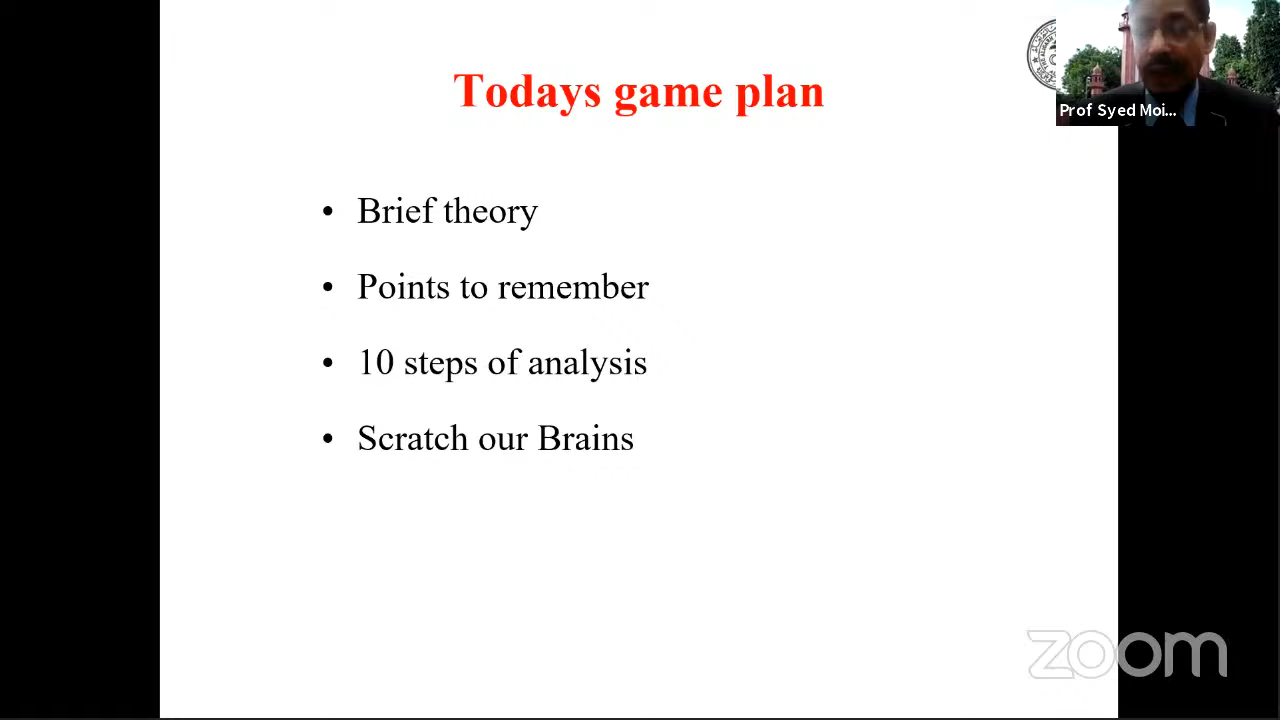 Todays game plan
Prof Syed Moi...
• Brief theory
• Points to remember
• 10 steps of analysis
• Scratch our Brains
zoom